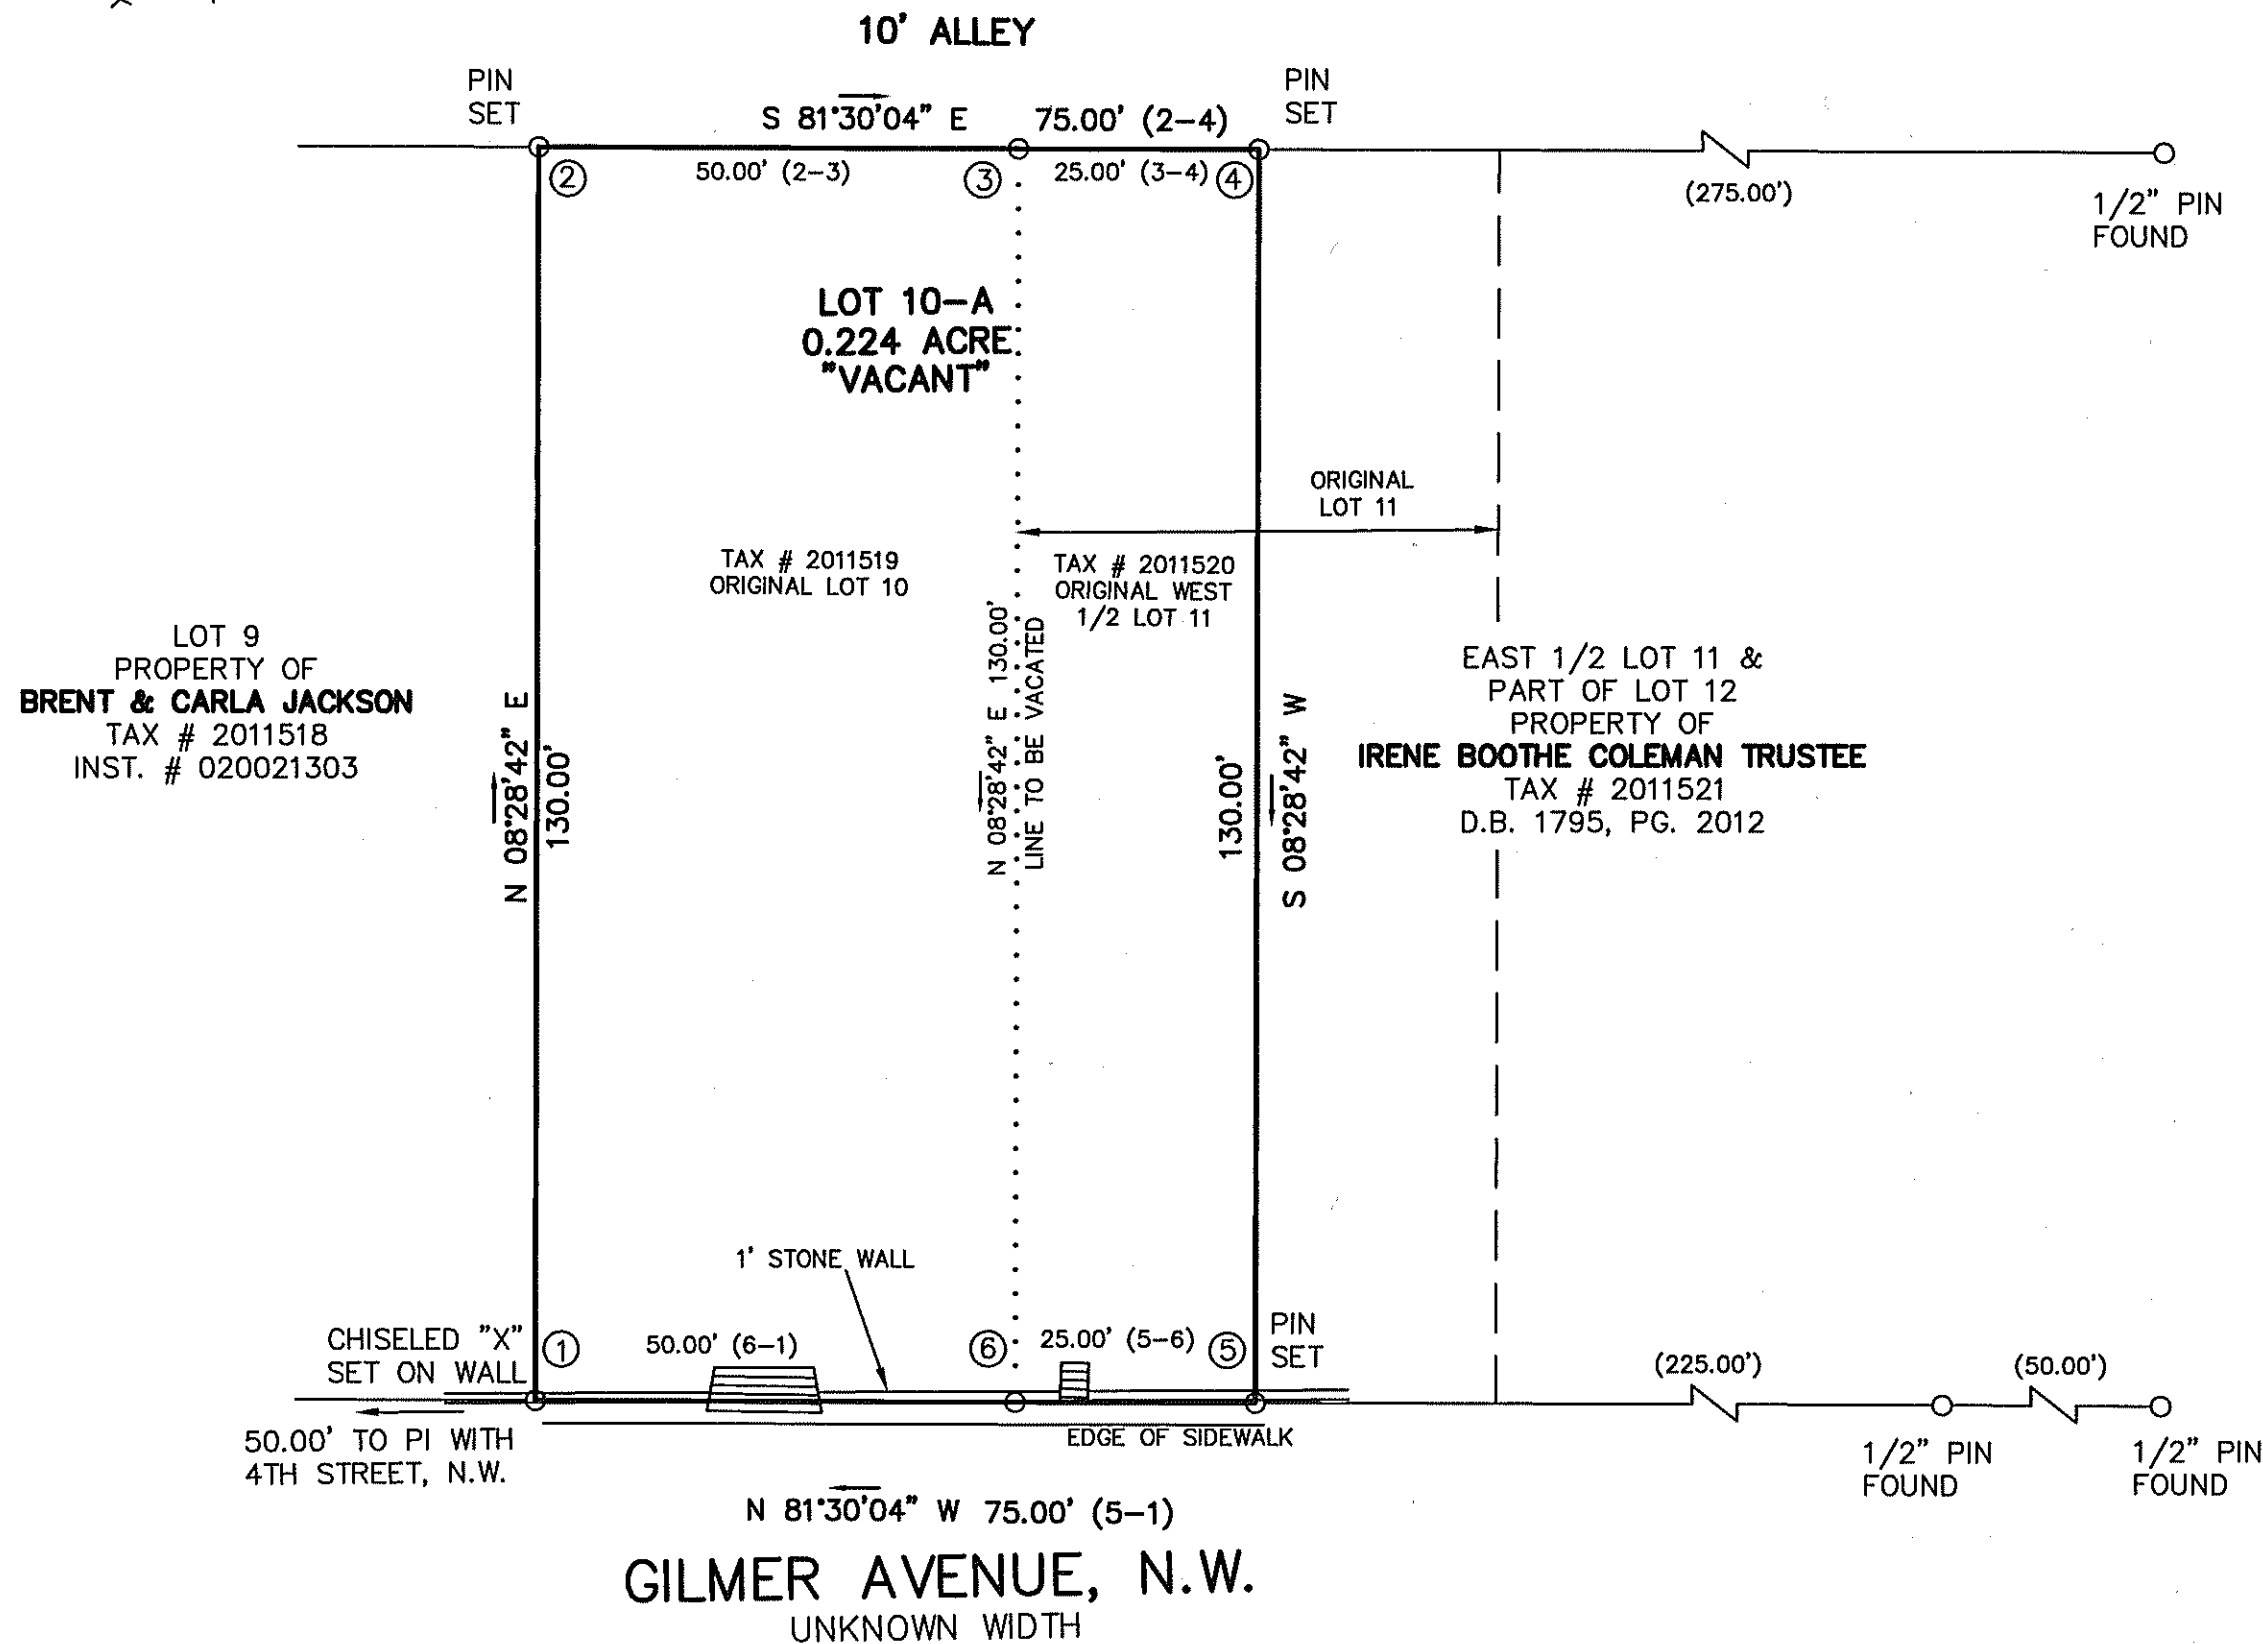 10' ALLEY
PIN
SET
S 81°30'04" E 75.00' (2-4)
PIN
SET
50.00' (2-3)
25.00' (3-4)
2
3
4
(275.00')
1/2" PIN
FOUND
LOT 10-A
0.224 ACRE
"VACANT"
ORIGINAL
LOT 11
TAX # 2011519
ORIGINAL LOT 10
TAX # 2011520
ORIGINAL WEST
1/2 LOT 11
LOT 9
PROPERTY OF
BRENT & CARLA JACKSON
TAX # 2011518
INST. # 020021303
N 08°28'42" E
130.00'
N 08°28'42" E 130.00'
LINE TO BE VACATED
130.00'
S 08°28'42" W
EAST 1/2 LOT 11 &
PART OF LOT 12
PROPERTY OF
IRENE BOOTHE COLEMAN TRUSTEE
TAX # 2011521
D.B. 1795, PG. 2012
1' STONE WALL
CHISELED "X"
SET ON WALL
1
50.00' (6-1)
6
25.00' (5-6)
5
PIN
SET
(225.00')
(50.00')
50.00' TO PI WITH
4TH STREET, N.W.
EDGE OF SIDEWALK
1/2" PIN
FOUND
1/2" PIN
FOUND
N 81°30'04" W 75.00' (5-1)
GILMER AVENUE, N.W.
UNKNOWN WIDTH